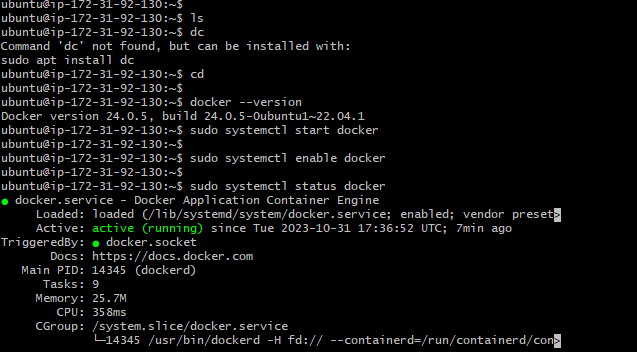 ubuntu@ip-172-31-92-130:~$
ubuntu@ip-172-31-92-130:~$ ls
ubuntu@ip-172-31-92-130:~$ dc
Command 'dc' not found, but can be installed with:
sudo apt install dc
ubuntu@ip-172-31-92-130:~$ cd
ubuntu@ip-172-31-92-130:~$
ubuntu@ip-172-31-92-130:~$ docker --version
Docker version 24.0.5, build 24.0.5-0ubuntu1~22.04.1
ubuntu@ip-172-31-92-130:~$ sudo systemctl start docker
ubuntu@ip-172-31-92-130:~$
ubuntu@ip-172-31-92-130:~$ sudo systemctl enable docker
ubuntu@ip-172-31-92-130:~$
ubuntu@ip-172-31-92-130:~$ sudo systemctl status docker
● docker.service - Docker Application Container Engine
Loaded: loaded (/lib/systemd/system/docker.service; enabled; vendor preset>
Active: active (running) since Tue 2023-10-31 17:36:52 UTC; 7min ago
TriggeredBy: ● docker.socket
Docs: https://docs.docker.com
Main PID: 14345 (dockerd)
Tasks: 9
Memory: 25.7M
CPU: 358ms
CGroup: /system.slice/docker.service
└─14345 /usr/bin/dockerd -H fd:// --containerd=/run/containerd/con>